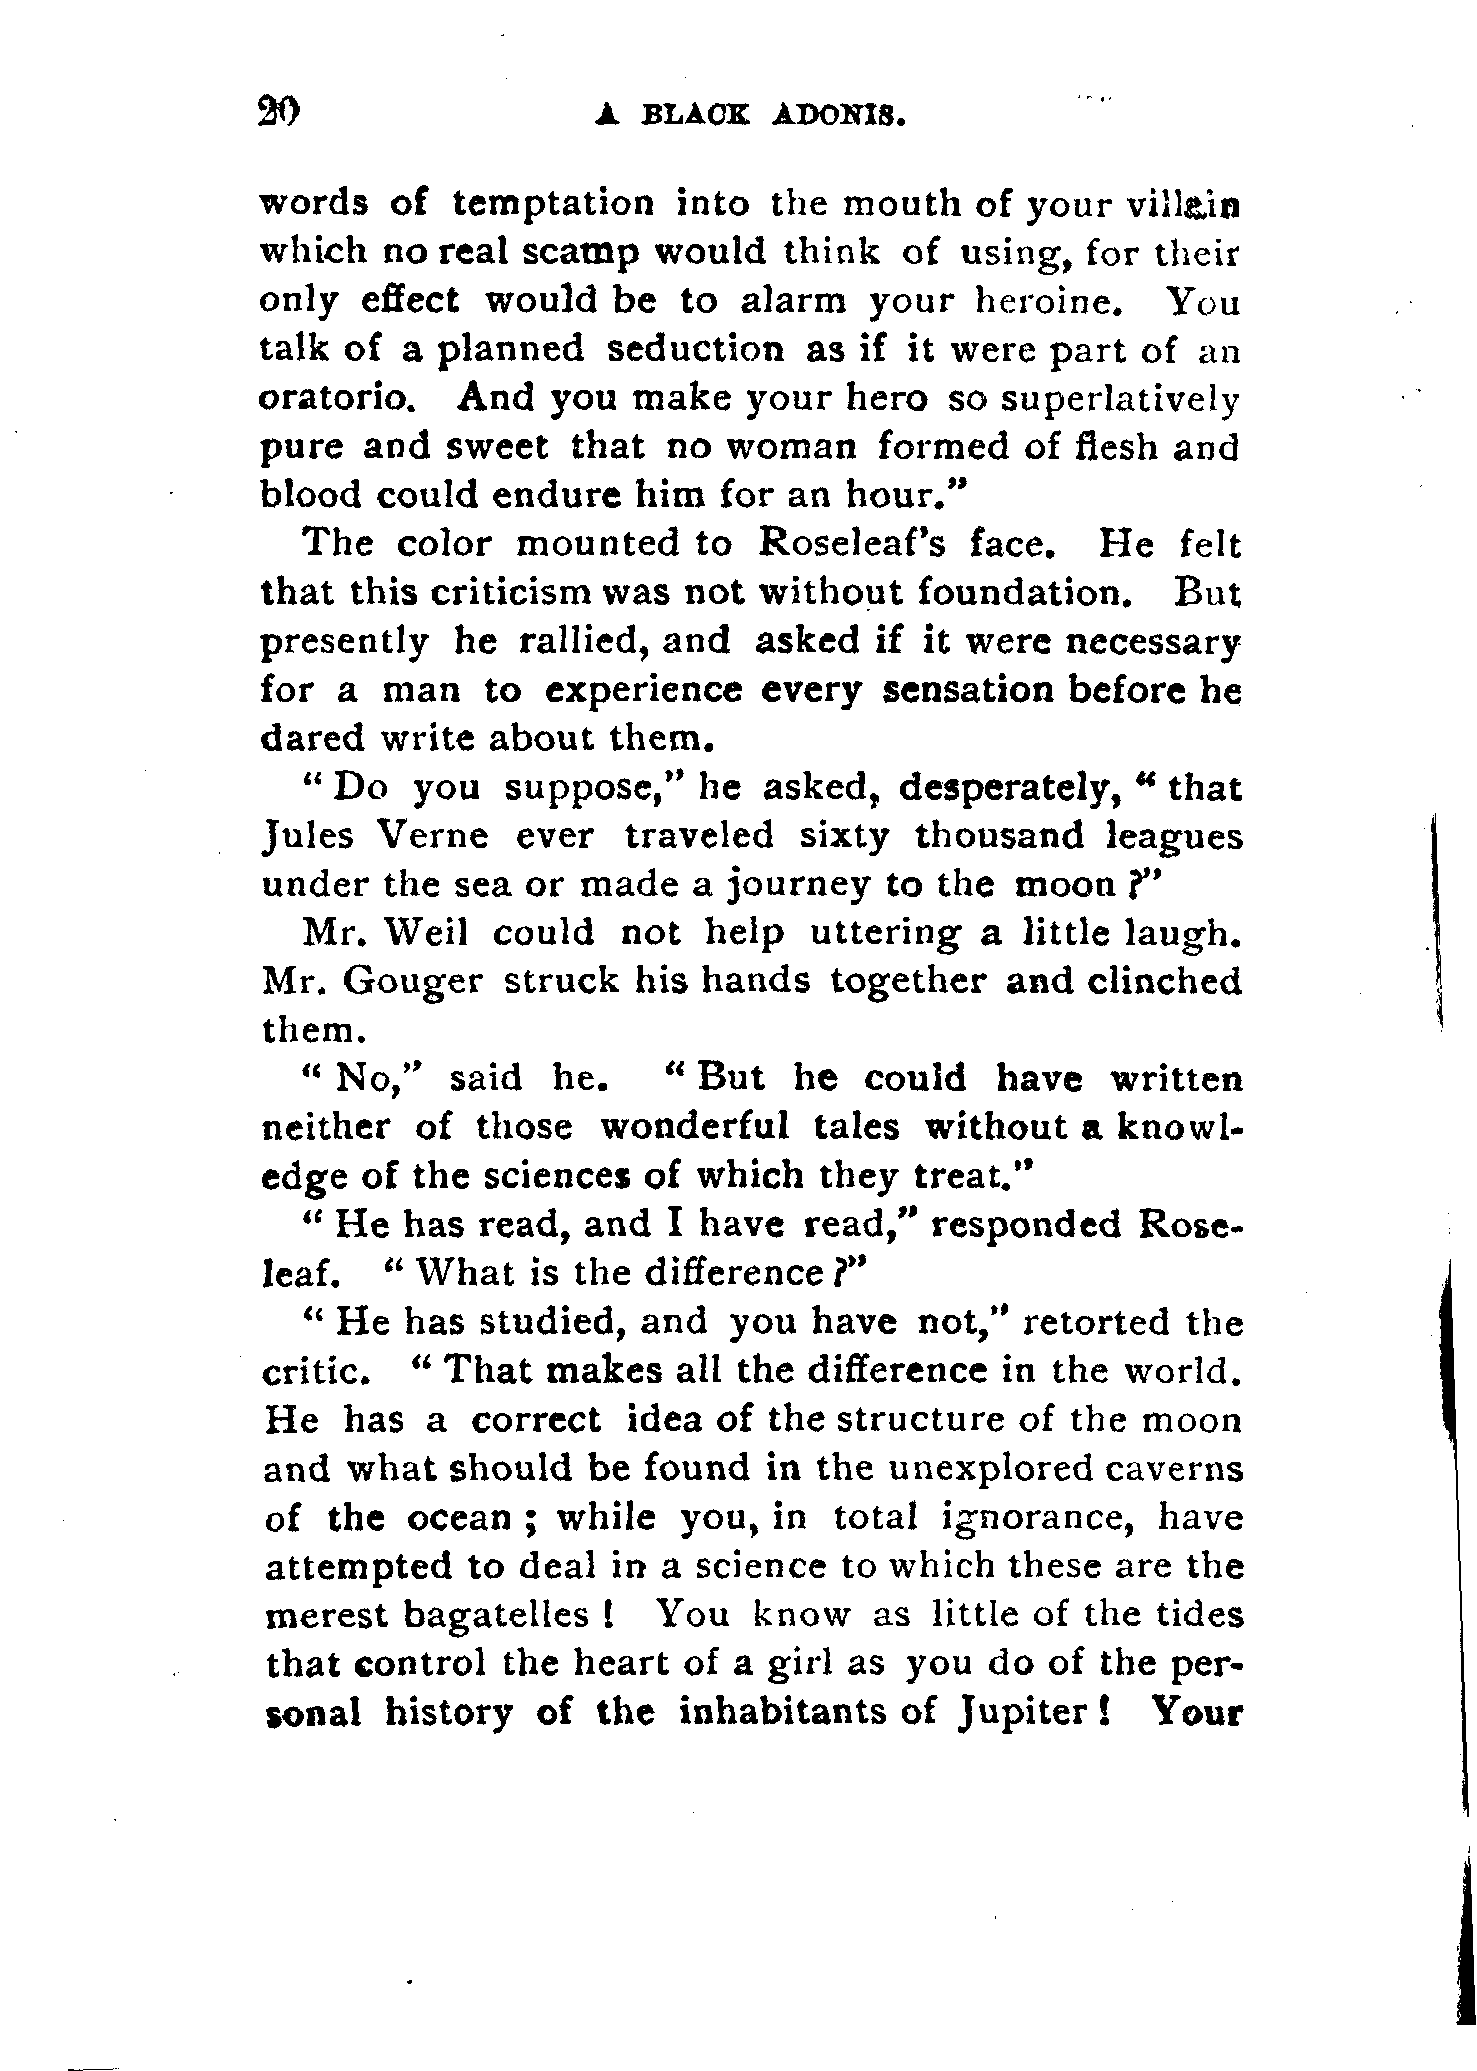 20 A BLACK ADONIS.
words of temptation into the mouth of your villain
which no real scamp would think of using, for their
only effect would be to alarm your heroine. You
talk of a planned seduction as if it were part of an
oratorio. And you make your hero so superlatively
pure and sweet that no woman formed of flesh and
blood could endure him for an hour."
The color mounted to Roseleaf's face. He felt
that this criticism was not without foundation. But
presently he rallied, and asked if it were necessary
for a man to experience every sensation before he
dared write about them.
" Do you suppose," he asked, desperately, " that
Jules Verne ever traveled sixty thousand leagues
under the sea or made a journey to the moon ?"
Mr. Weil could not help uttering a little laugh.
Mr. Gouger struck his hands together and clinched
them.
" No," said he. " But he could have written
neither of those wonderful tales without a knowl-
edge of the sciences of which they treat."
" He has read, and I have read," responded Rose-
leaf. " What is the difference ?"
" He has studied, and you have not," retorted the
critic. " That makes all the difference in the world.
He has a correct idea of the structure of the moon
and what should be found in the unexplored caverns
of the ocean ; while you, in total ignorance, have
attempted to deal in a science to which these are the
merest bagatelles ! You know as little of the tides
that control the heart of a girl as you do of the per-
sonal history of the inhabitants of Jupiter ! Your